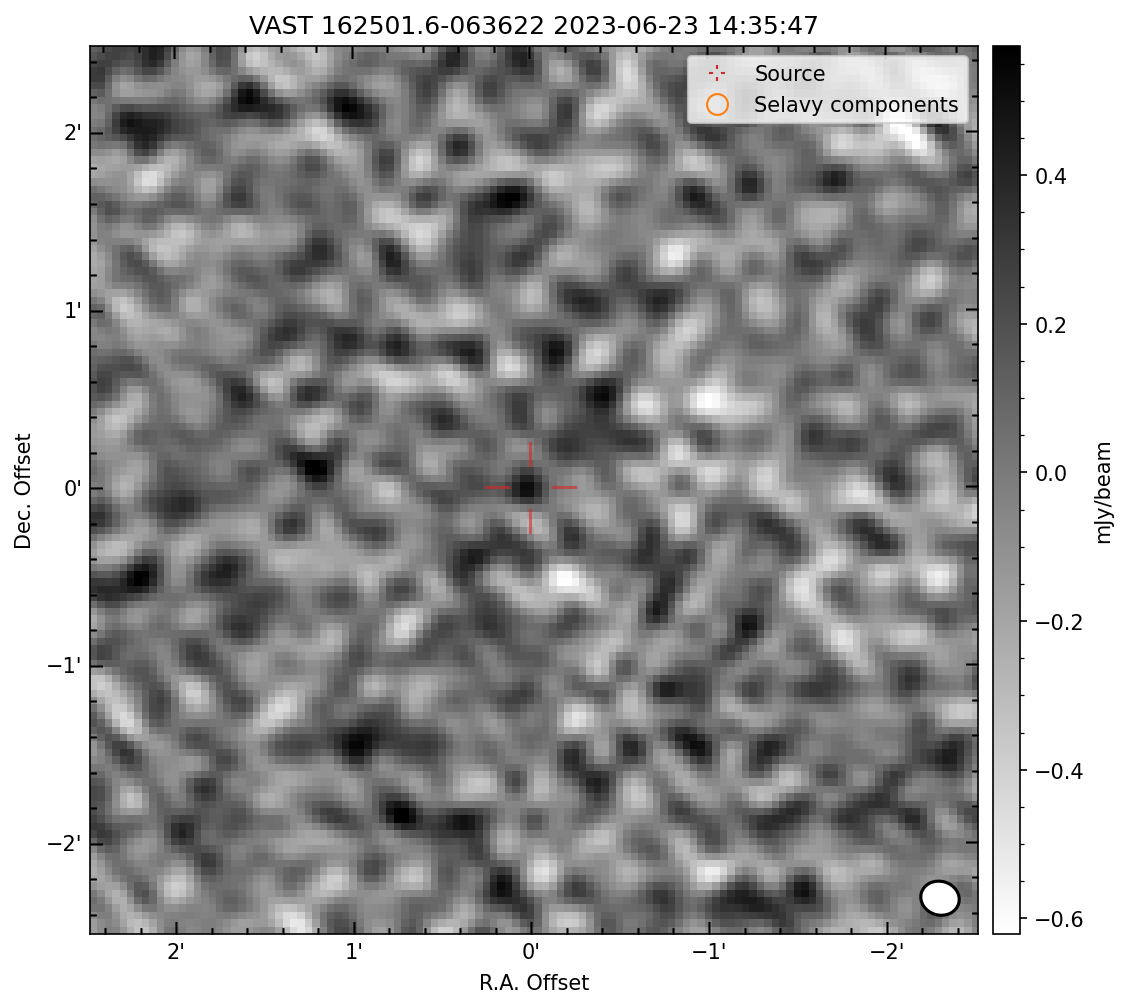 VAST 162501.6-063622 2023-06-23 14:35:47
Source
Selavy components
2'
1'
0'
−1'
−2'
Dec. Offset
2'
1'
0'
−1'
−2'
R.A. Offset
0.4
0.2
0.0
−0.2
−0.4
−0.6
mJy/beam